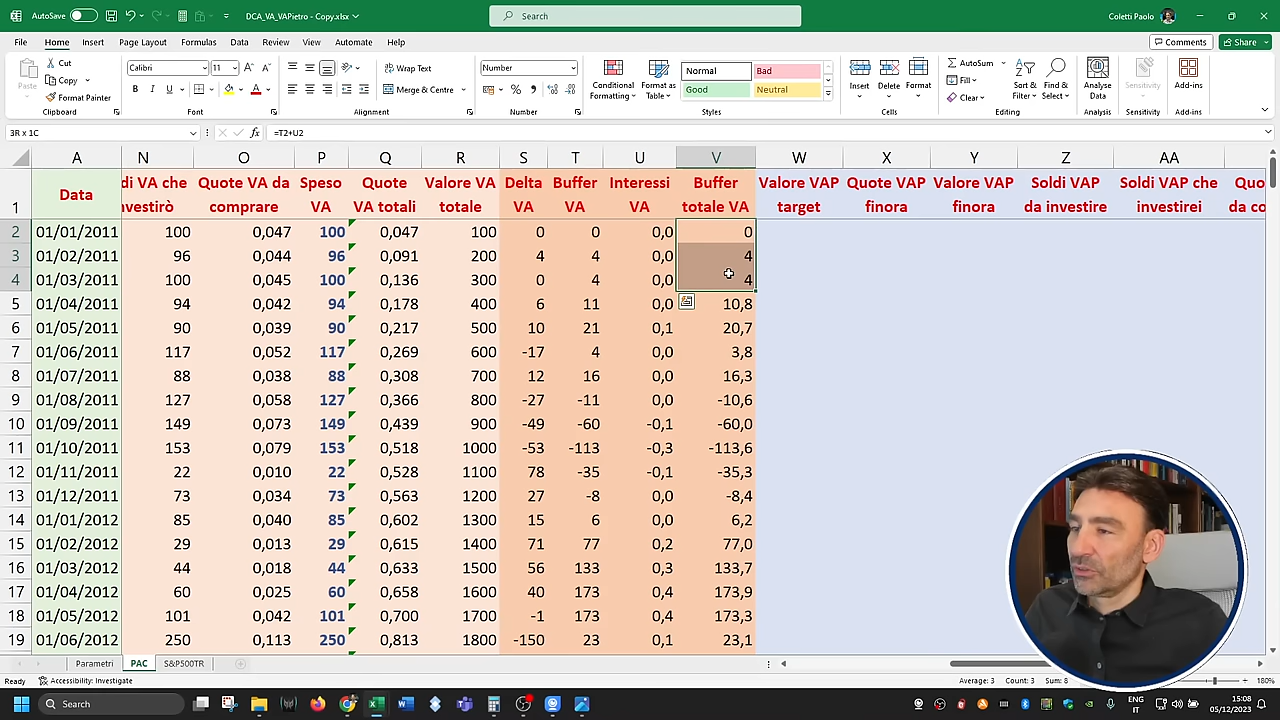 AutoSave
DCA_VA_VAPietro - Copy.xlsx
Search
Coletti Paolo
File Home Insert Page Layout Formulas Data Review View Automate Help
Comments Share
Paste Cut Copy Format Painter
Clipboard
Calibri 11
B I U
Font
Wrap Text
Merge & Centre
Alignment
Number
%
Number
Conditional Formatting Format as Table
Normal Bad Good Neutral
Styles
Insert Delete Format
Cells
AutoSum Fill Clear
Sort & Filter Find & Select
Editing
Analyse Data
Analysis
Sensitivity
Sensitivity
Add-ins
Add-ins
3R x 1C fx =T2+U2
A N O P Q R S T U V W X Y Z AA
Data di VA che Quote VA da Speso Quote Valore VA Delta Buffer Interessi Buffer Valore VAP Quote VAP Valore VAP Soldi VAP Soldi VAP che Quo
1 nvestirò comprare VA VA totali totale VA VA VA totale VA target finora finora da investire investirei da co
2 01/01/2011 100 0,047 100 0,047 100 0 0 0,0 0
3 01/02/2011 96 0,044 96 0,091 200 4 4 0,0 4
4 01/03/2011 100 0,045 100 0,136 300 0 4 0,0 4
5 01/04/2011 94 0,042 94 0,178 400 6 11 0,0 10,8
6 01/05/2011 90 0,039 90 0,217 500 10 21 0,1 20,7
7 01/06/2011 117 0,052 117 0,269 600 -17 4 0,0 3,8
8 01/07/2011 88 0,038 88 0,308 700 12 16 0,0 16,3
9 01/08/2011 127 0,058 127 0,366 800 -27 -11 0,0 -10,6
10 01/09/2011 149 0,073 149 0,439 900 -49 -60 -0,1 -60,0
11 01/10/2011 153 0,079 153 0,518 1000 -53 -113 -0,3 -113,6
12 01/11/2011 22 0,010 22 0,528 1100 78 -35 -0,1 -35,3
13 01/12/2011 73 0,034 73 0,563 1200 27 -8 0,0 -8,4
14 01/01/2012 85 0,040 85 0,602 1300 15 6 0,0 6,2
15 01/02/2012 29 0,013 29 0,615 1400 71 77 0,2 77,0
16 01/03/2012 44 0,018 44 0,633 1500 56 133 0,3 133,7
17 01/04/2012 60 0,025 60 0,658 1600 40 173 0,4 173,9
18 01/05/2012 101 0,042 101 0,700 1700 -1 173 0,4 173,3
19 01/06/2012 250 0,113 250 0,813 1800 -150 23 0,1 23,1
Parametri PAC S&P500TR
Ready Accessibility: Investigate Average: 3 Count: 3 Sum: 8 180%
Search
ENG
IT
15:08
05/12/2023